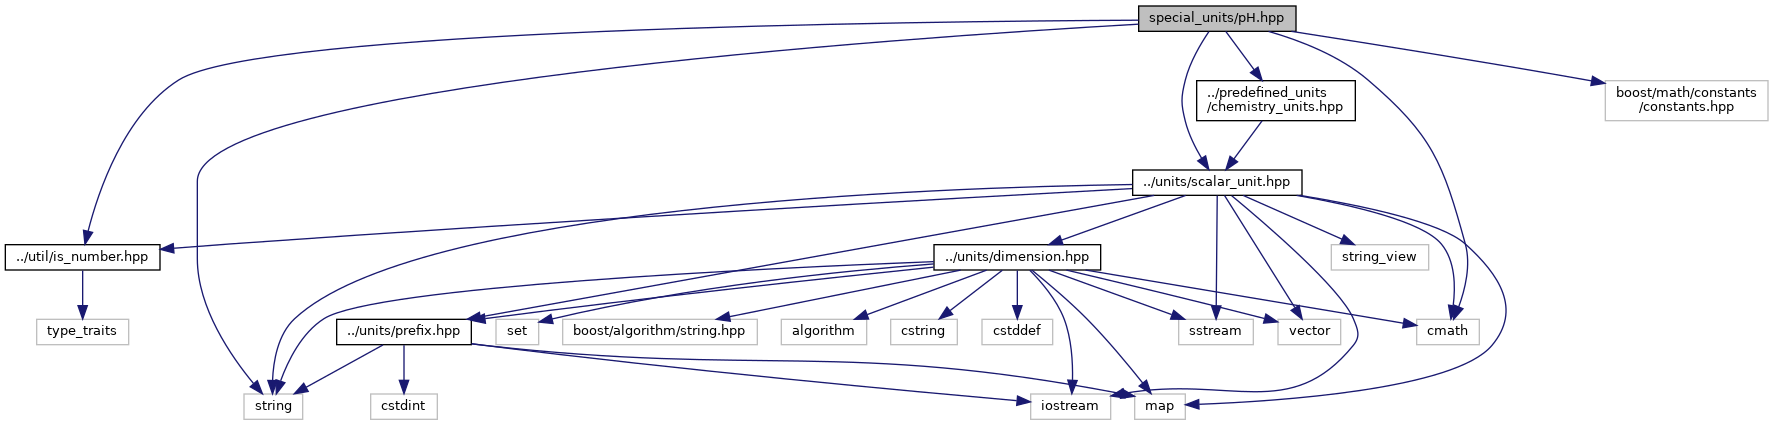 special_units/pH.hpp
../predefined_units
/chemistry_units.hpp
boost/math/constants
/constants.hpp
../units/scalar_unit.hpp
../util/is_number.hpp
../units/dimension.hpp
string_view
type_traits
../units/prefix.hpp
set
boost/algorithm/string.hpp
algorithm
cstring
cstddef
sstream
vector
cmath
string
cstdint
iostream
map